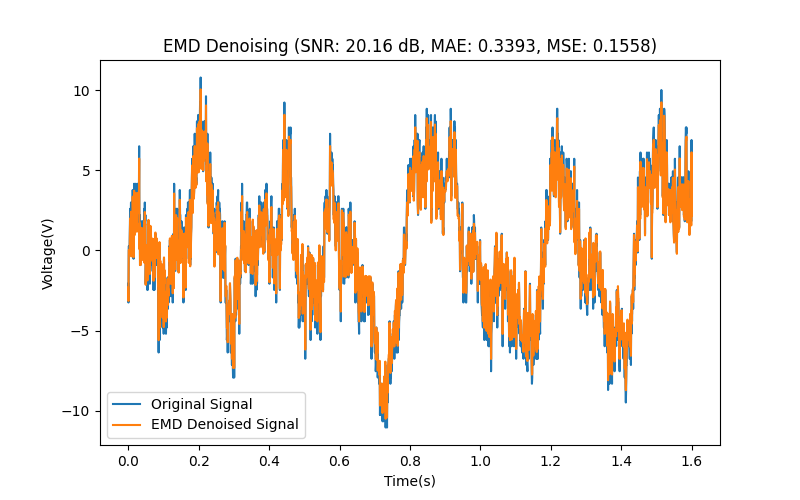 EMD Denoising (SNR: 20.16 dB, MAE: 0.3393, MSE: 0.1558)
10
5
0
−5
−10
Voltage(V)
Original Signal
EMD Denoised Signal
0.0 0.2 0.4 0.6 0.8 1.0 1.2 1.4 1.6
Time(s)